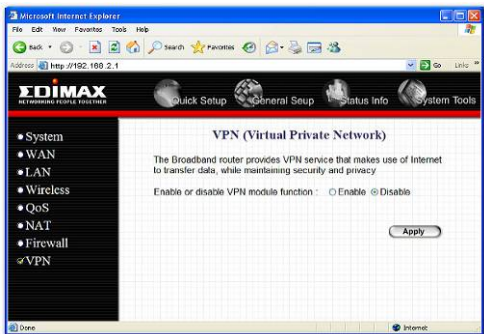 Microsoft Internet Explorer
File Edit View Favorites Tools Help
Back Search Favorites
Address http://192.168.2.1 Go Links »
EDIMAX
NETWORKING PEOPLE TOGETHER
Quick Setup General Seup Status Info System Tools
System
WAN
LAN
Wireless
QoS
NAT
Firewall
VPN
VPN (Virtual Private Network)
The Broadband router provides VPN service that makes use of Internet
to transfer data, while maintaining security and privacy
Enable or disable VPN module function : Enable Disable
Apply
Done Internet